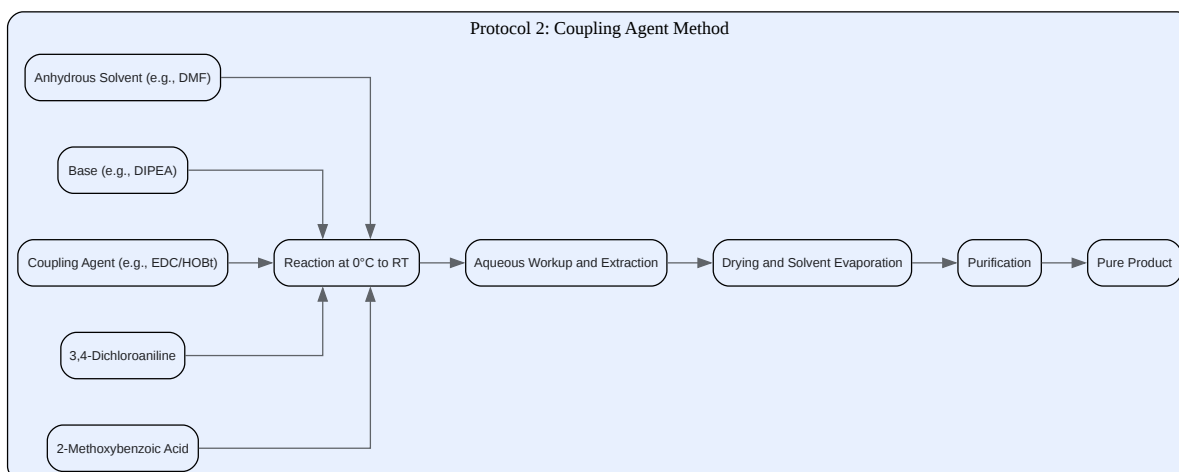 Protocol 2: Coupling Agent Method
Anhydrous Solvent (e.g., DMF)
Base (e.g., DIPEA)
Coupling Agent (e.g., EDC/HOBt)
Reaction at 0°C to RT
Aqueous Workup and Extraction
Drying and Solvent Evaporation
Purification
Pure Product
3,4-Dichloroaniline
2-Methoxybenzoic Acid